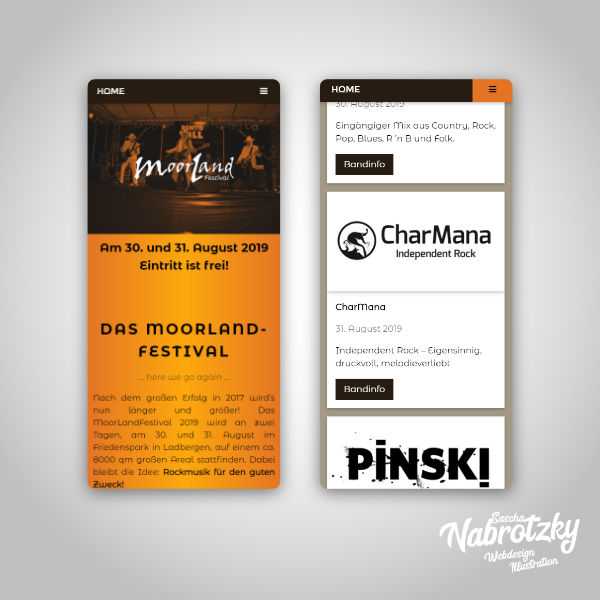 HOME
MoorLand
Festival
Am 30. und 31. August 2019
Eintritt ist frei!
DAS MOORLAND-
FESTIVAL
... here we go again ...
Nach dem großen Erfolg in 2017 wird's
nun länger und größer! Das
MoorLandFestival 2019 wird an zwei
Tagen, am 30. und 31. August im
Friedenspark in Ladbergen, auf einem ca.
8000 qm großen Areal stattfinden. Dabei
bleibt die Idee: Rockmusik für den guten
Zweck!
HOME
30. August 2019
Eingängiger Mix aus Country, Rock,
Pop, Blues, R 'n B und Folk.
Bandinfo
CharMana
Independent Rock
CharMana
31. August 2019
Independent Rock – Eigensinnig,
druckvoll, melodieverliebt
Bandinfo
PINSKI
Sascha
Nabrotzky
Webdesign
Illustration